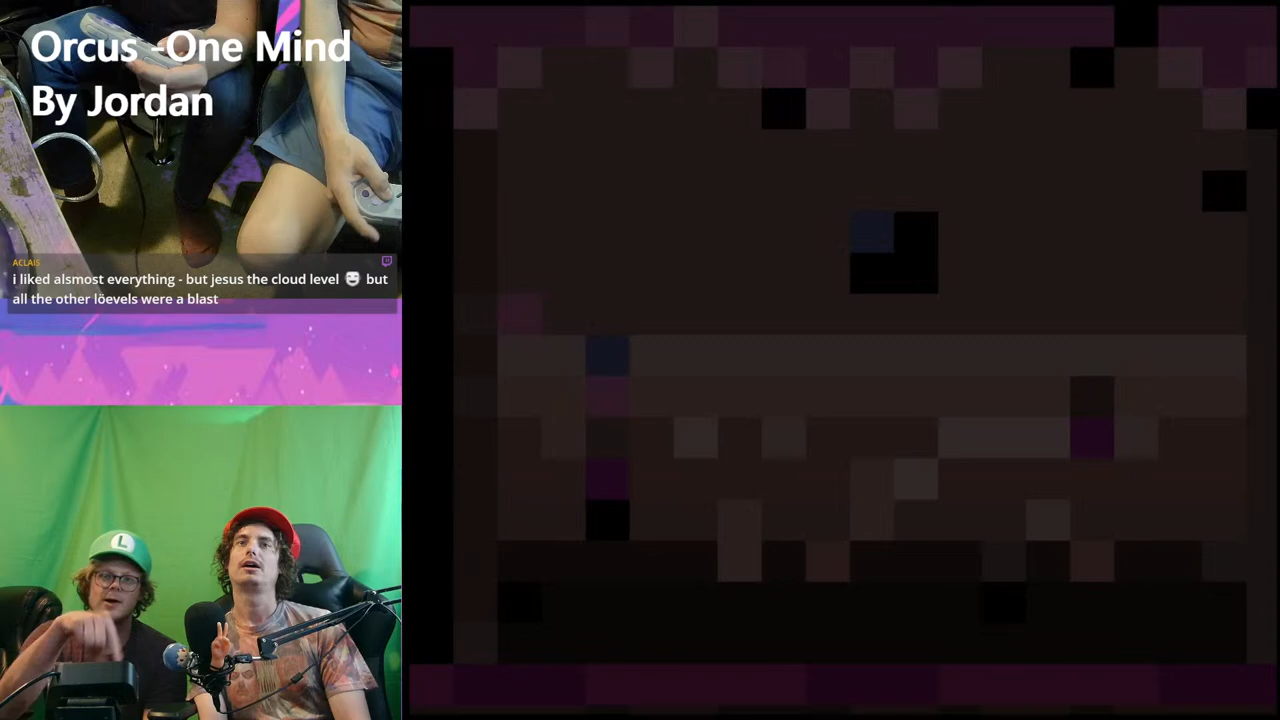 Orcus -One Mind
By Jordan
ACLAIS
i liked alsmost everything - but jesus the cloud level but
all the other löevels were a blast
L